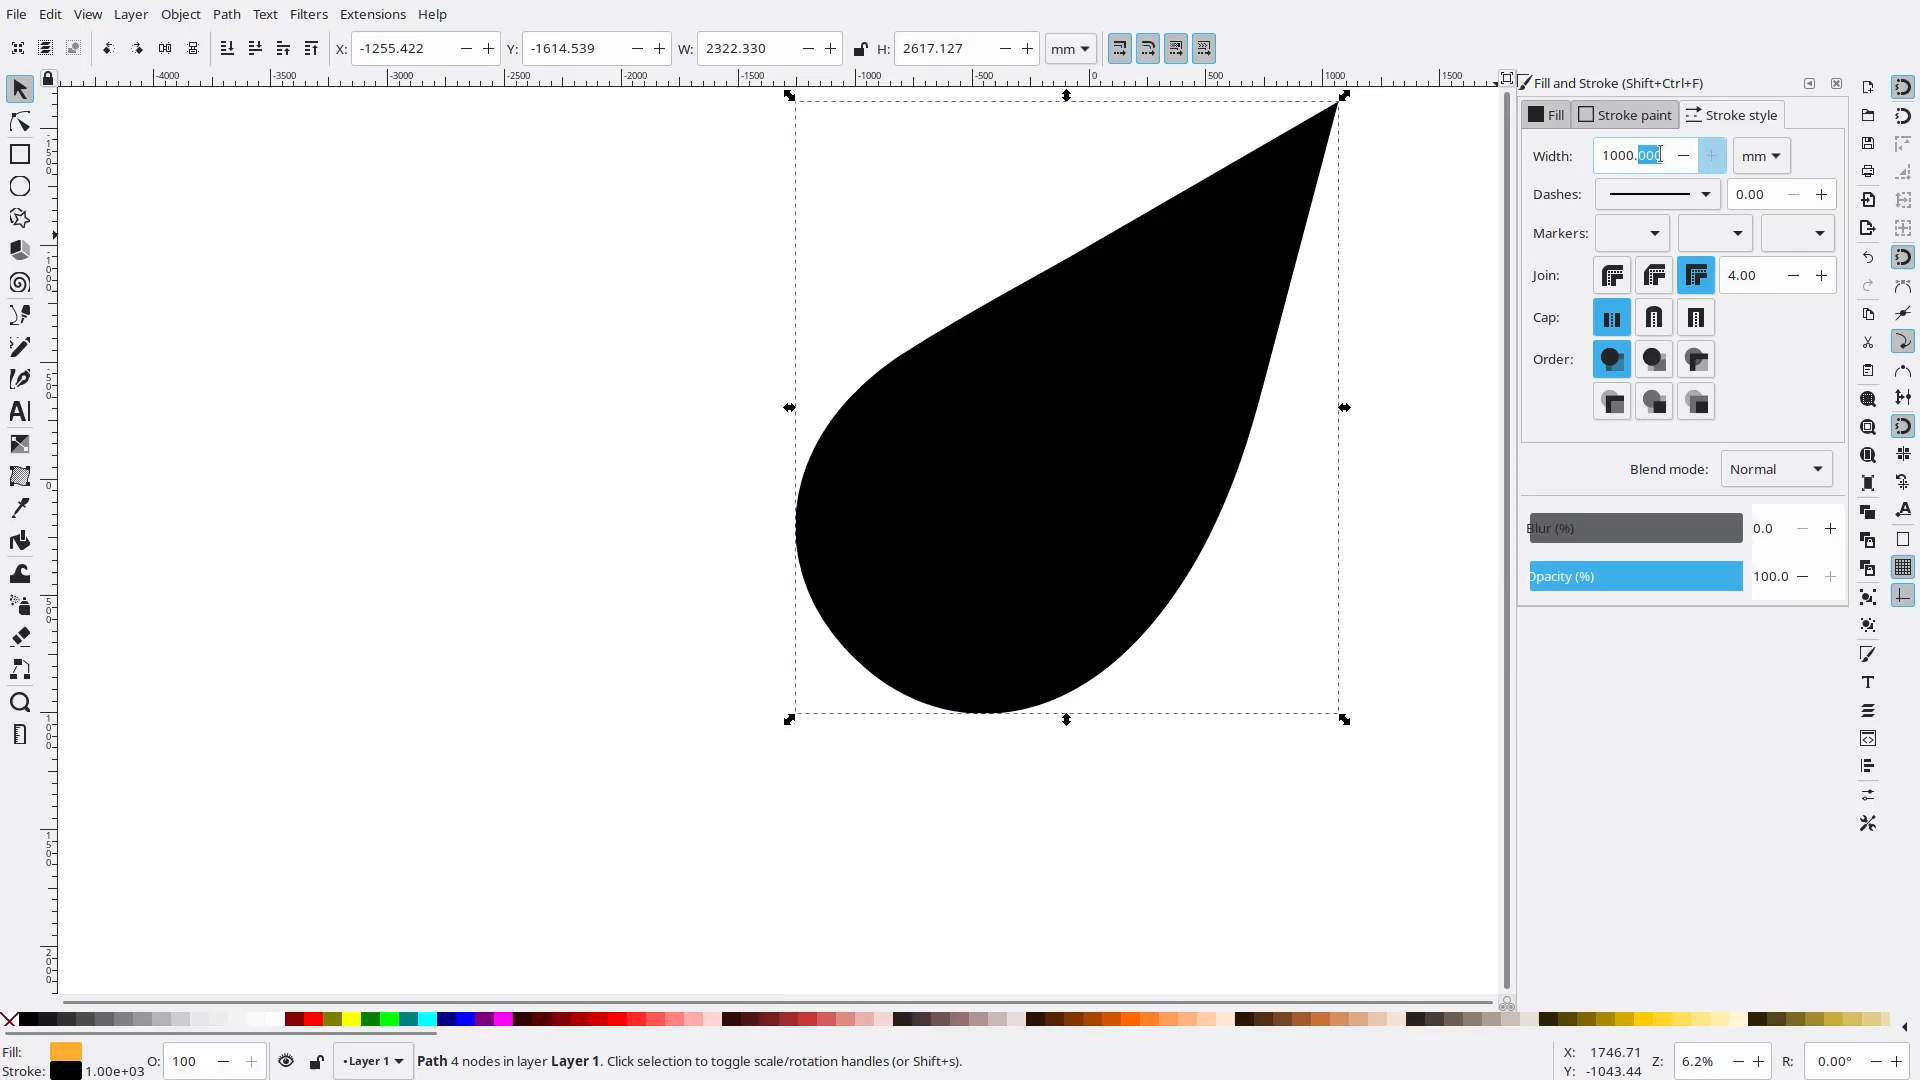 File Edit View Layer Object Path Text Filters Extensions Help
X: -1255.422 Y: -1614.539 W: 2322.330 H: 2617.127 mm
-4000 -3500 -3000 -2500 -2000 -1500 -1000 -500 0 500 1000 1500
Fill and Stroke (Shift+Ctrl+F)
Fill Stroke paint Stroke style
Width: 1000.000 mm
Dashes: 0.00
Markers:
Join: 4.00
Cap:
Order:
Blend mode: Normal
Blur (%) 0.0
Opacity (%) 100.0
Fill: O: 100 Layer 1 Path 4 nodes in layer Layer 1. Click selection to toggle scale/rotation handles (or Shift+s). X: 1746.71 Z: 6.2% R: 0.00°
Stroke: 1.00e+03 Y: -1043.44